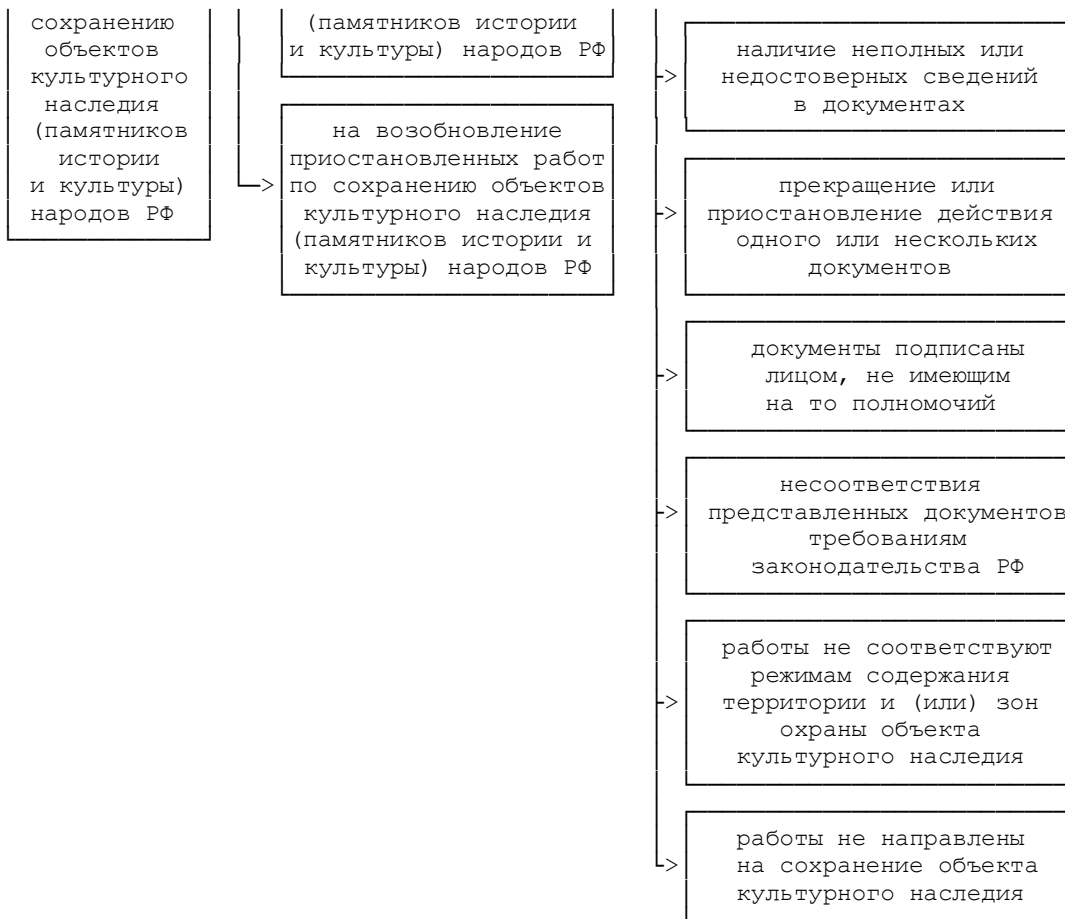 сохранению
объектов
культурного
наследия
(памятников
истории
и культуры)
народов РФ
(памятников истории
и культуры) народов РФ
на возобновление
приостановленных работ
по сохранению объектов
культурного наследия
(памятников истории и
культуры) народов РФ
наличие неполных или
недостоверных сведений
в документах
прекращение или
приостановление действия
одного или нескольких
документов
документы подписаны
лицом, не имеющим
на то полномочий
несоответствия
представленных документов
требованиям
законодательства РФ
работы не соответствуют
режимам содержания
территории и (или) зон
охраны объекта
культурного наследия
работы не направлены
на сохранение объекта
культурного наследия